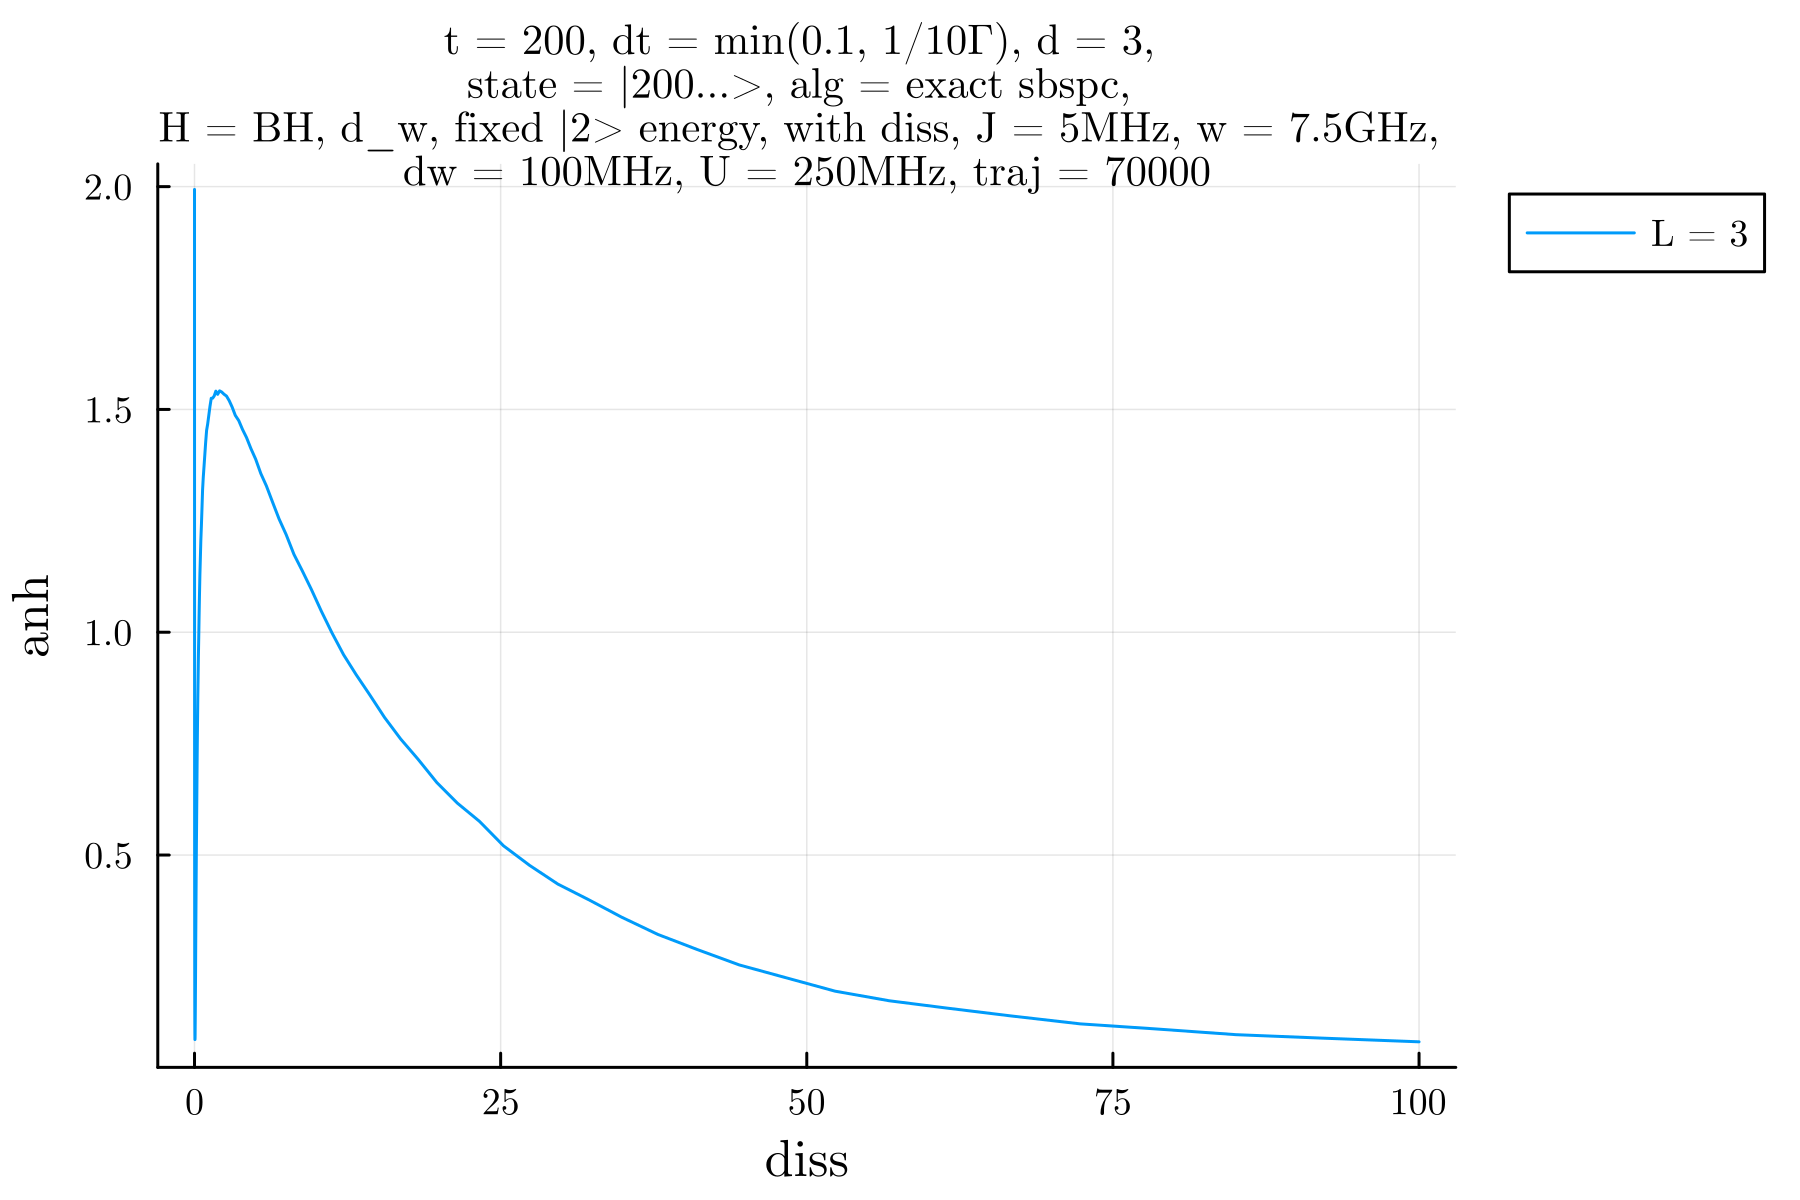 t = 200, dt = min(0.1, 1/10Γ), d = 3,
state = |200...>, alg = exact sbspc,
H = BH, d_w, fixed |2> energy, with diss, J = 5MHz, w = 7.5GHz,
dw = 100MHz, U = 250MHz, traj = 70000
2.0
1.5
1.0
0.5
anh
L = 3
0 25 50 75 100
diss